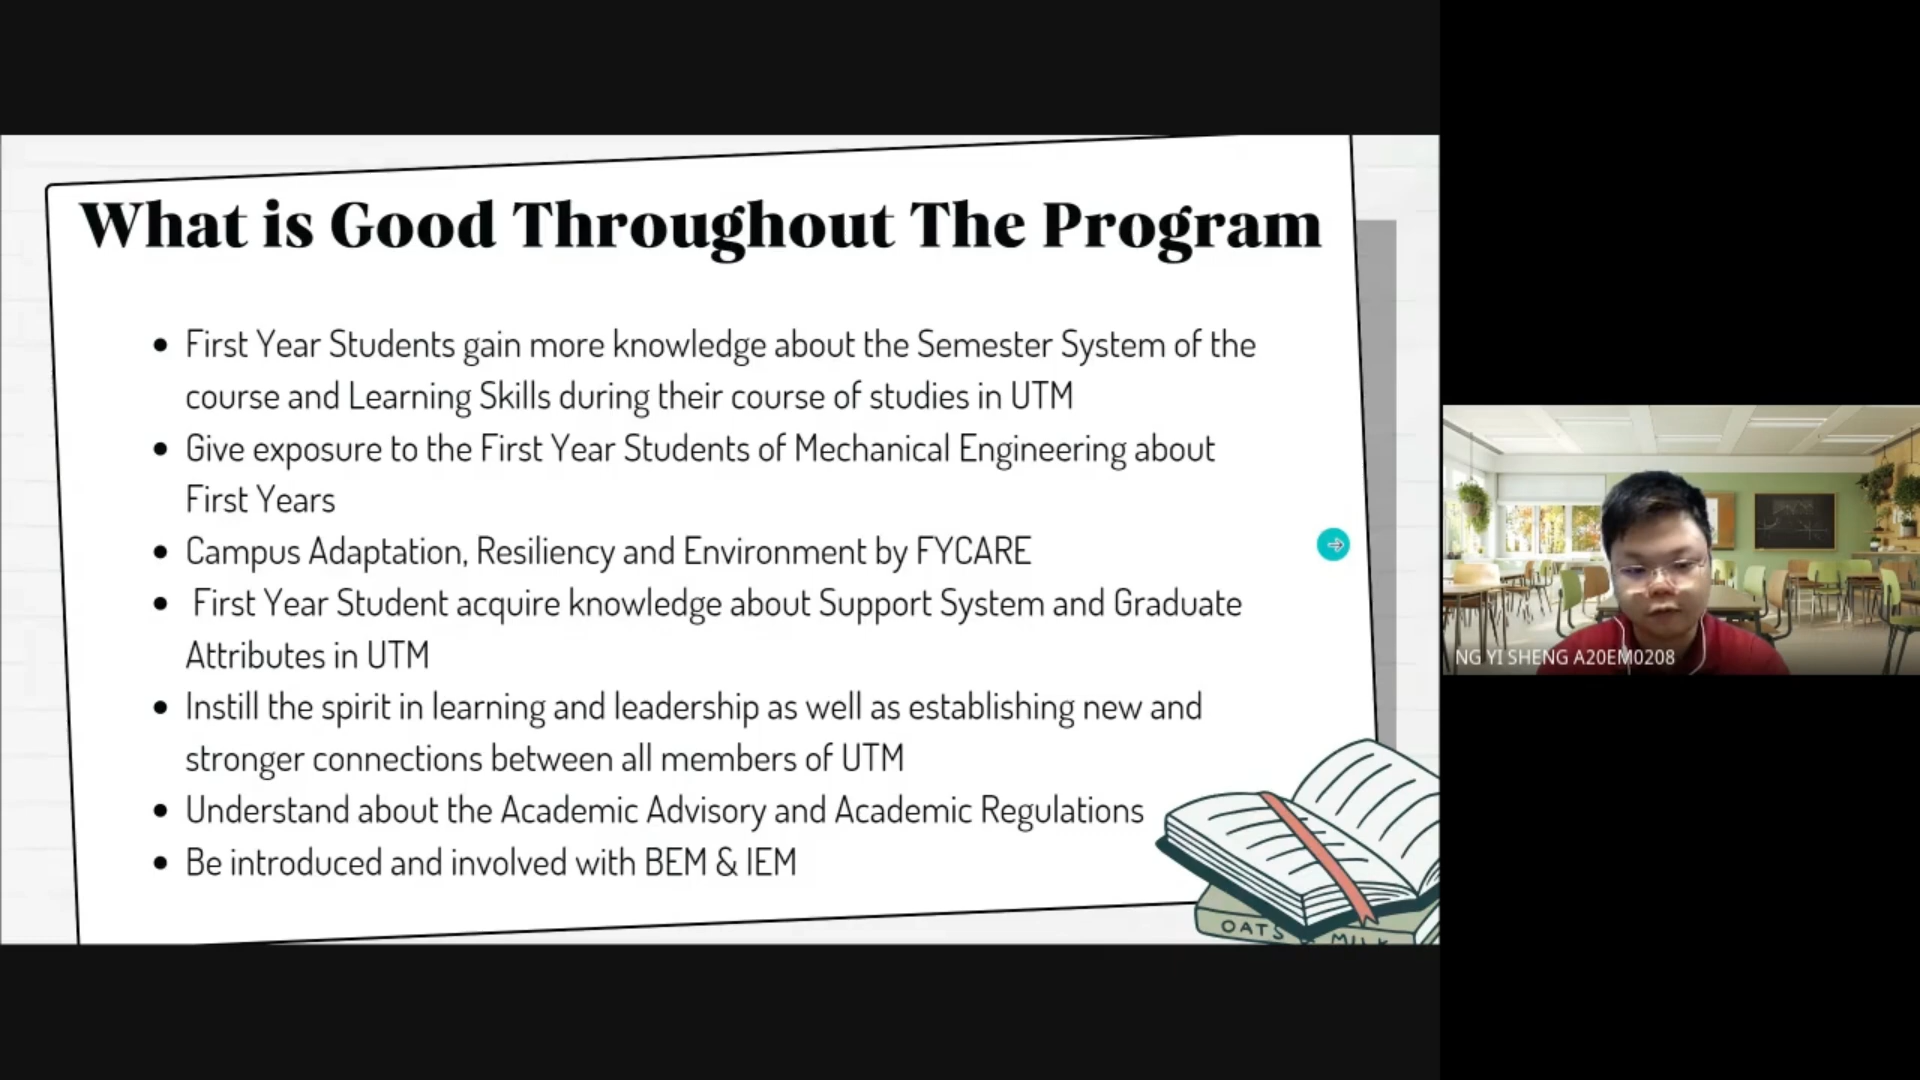 What is Good Throughout The Program
• First Year Students gain more knowledge about the Semester System of the
course and Learning Skills during their course of studies in UTM
• Give exposure to the First Year Students of Mechanical Engineering about
First Years
• Campus Adaptation, Resiliency and Environment by FYCARE
• First Year Student acquire knowledge about Support System and Graduate
Attributes in UTM
• Instill the spirit in learning and leadership as well as establishing new and
stronger connections between all members of UTM
• Understand about the Academic Advisory and Academic Regulations
• Be introduced and involved with BEM & IEM
OATS & MILK
NG YI SHENG A20EM0208